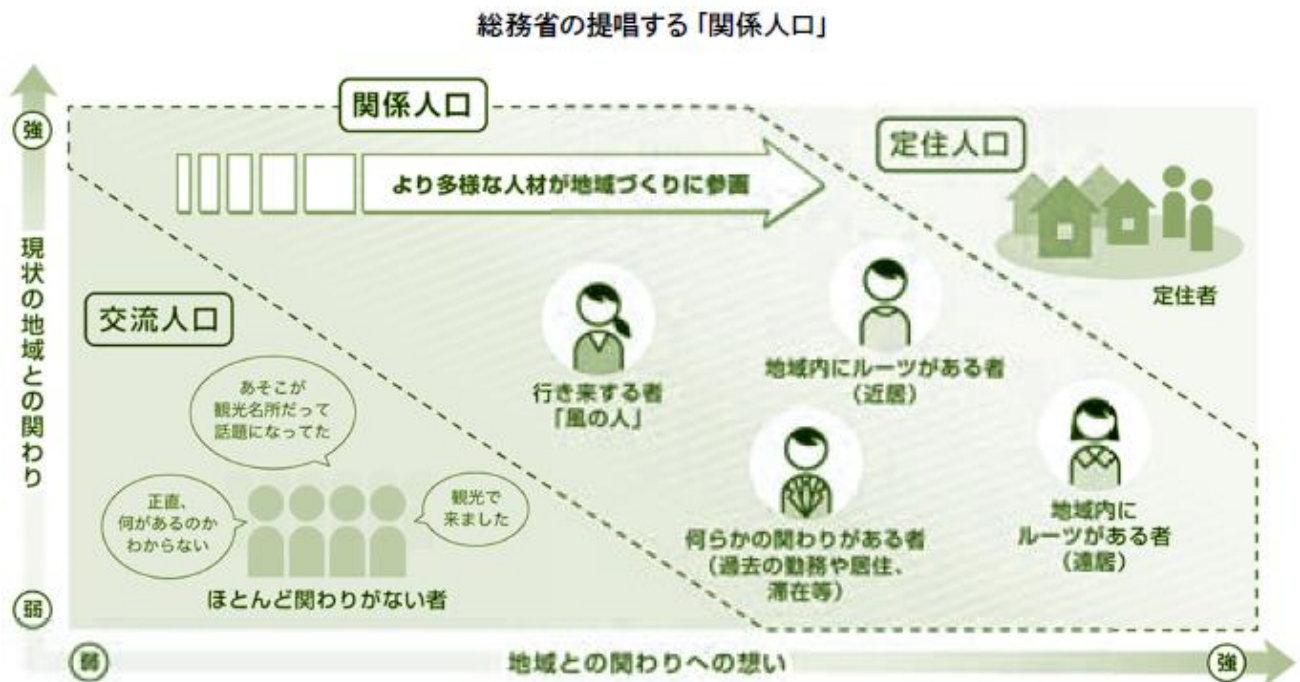 総務省の提唱する「関係人口」
強
関係人口
定住人口
より多様な人材が地域づくりに参画
現状の地域との関わり
定住者
交流人口
行き来する者
「風の人」
地域内にルーツがある者
（近居）
あそこが
観光名所だって
話題になってた
正直、
何があるのか
わからない
観光で
来ました
ほとんど関わりがない者
何らかの関わりがある者
（過去の勤務や居住、
滞在等）
地域内に
ルーツがある者
（遠居）
弱
弱
地域との関わりへの想い
強